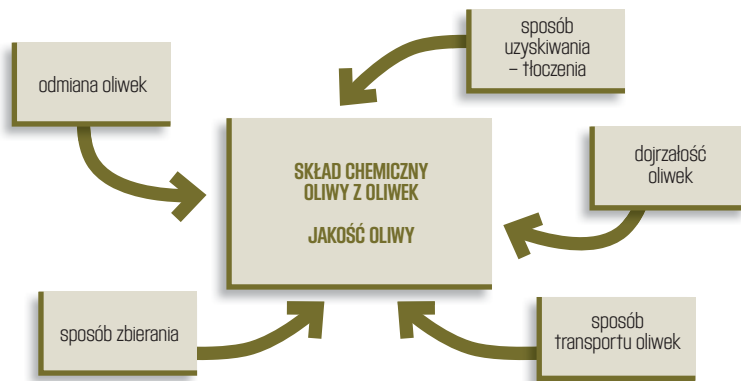 sposób
uzyskiwania
– tłoczenia
odmiana oliwek
SKŁAD CHEMICZNY
OLIWY Z OLIWEK
JAKOŚĆ OLIWY
dojrzałość
oliwek
sposób zbierania
sposób
transportu oliwek